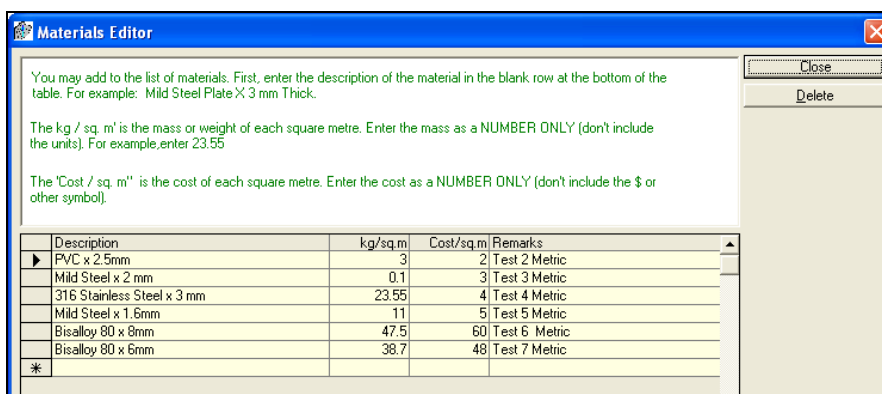 Materials Editor
Close
Delete
You may add to the list of materials. First, enter the description of the material in the blank row at the bottom of the
table. For example: Mild Steel Plate X 3 mm Thick.
The kg / sq. m' is the mass or weight of each square metre. Enter the mass as a NUMBER ONLY (don't include
the units). For example,enter 23.55
The 'Cost / sq. m'' is the cost of each square metre. Enter the cost as a NUMBER ONLY (don't include the $ or
other symbol).
Description kg/sq.m Cost/sq.m Remarks
PVC x 2.5mm 3 2 Test 2 Metric
Mild Steel x 2 mm 0.1 3 Test 3 Metric
316 Stainless Steel x 3 mm 23.55 4 Test 4 Metric
Mild Steel x 1.6mm 11 5 Test 5 Metric
Bisalloy 80 x 8mm 47.5 60 Test 6 Metric
Bisalloy 80 x 6mm 38.7 48 Test 7 Metric